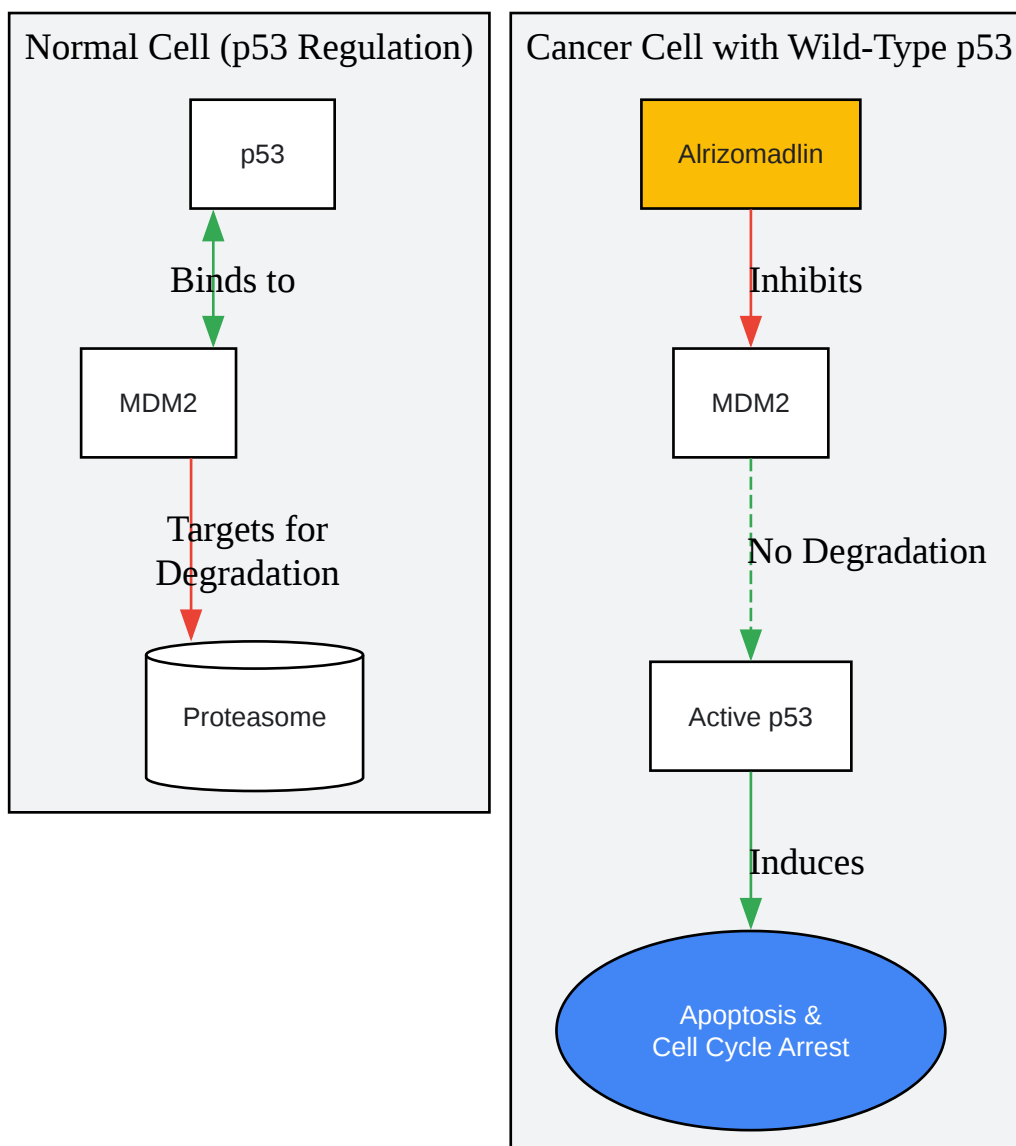 Normal Cell (p53 Regulation)
p53
Binds to
MDM2
Targets for
Degradation
Proteasome
Cancer Cell with Wild-Type p53
Alrizomadlin
Inhibits
MDM2
No Degradation
Active p53
Induces
Apoptosis &
Cell Cycle Arrest